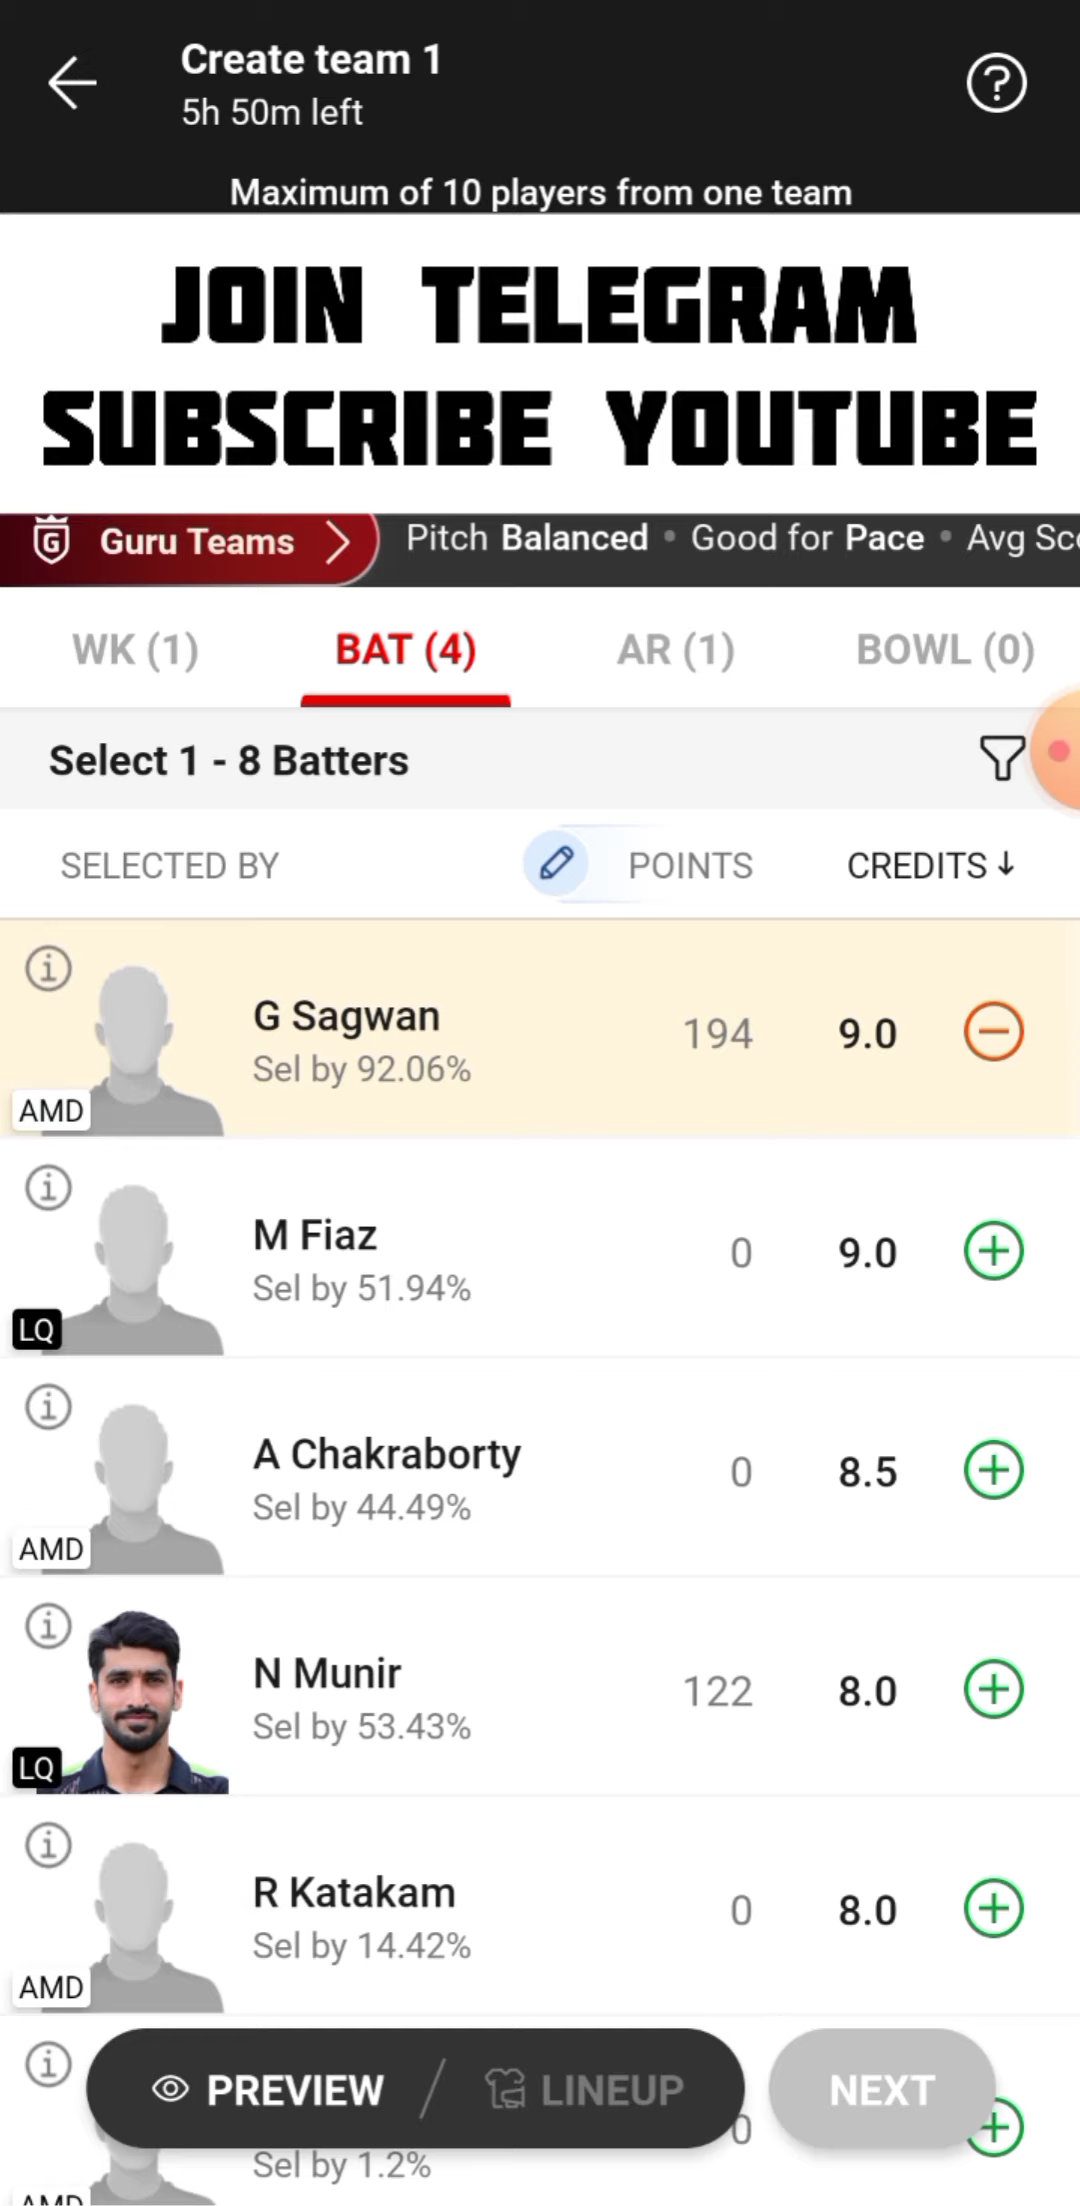 Create team 1
5h 50m left
Maximum of 10 players from one team
JOIN TELEGRAM
SUBSCRIBE YOUTUBE
G Guru Teams Pitch Balanced • Good for Pace • Avg
WK (1) BAT (4) AR (1) BOWL (0)
Select 1 - 8 Batters
SELECTED BY POINTS CREDITS ↓
G Sagwan 194 9.0
Sel by 92.06%
AMD
M Fiaz 0 9.0
Sel by 51.94%
LQ
A Chakraborty 0 8.5
Sel by 44.49%
AMD
N Munir 122 8.0
Sel by 53.43%
LQ
R Katakam 0 8.0
Sel by 14.42%
AMD
PREVIEW / LINEUP NEXT
0
Sel by 1.2%
AMD